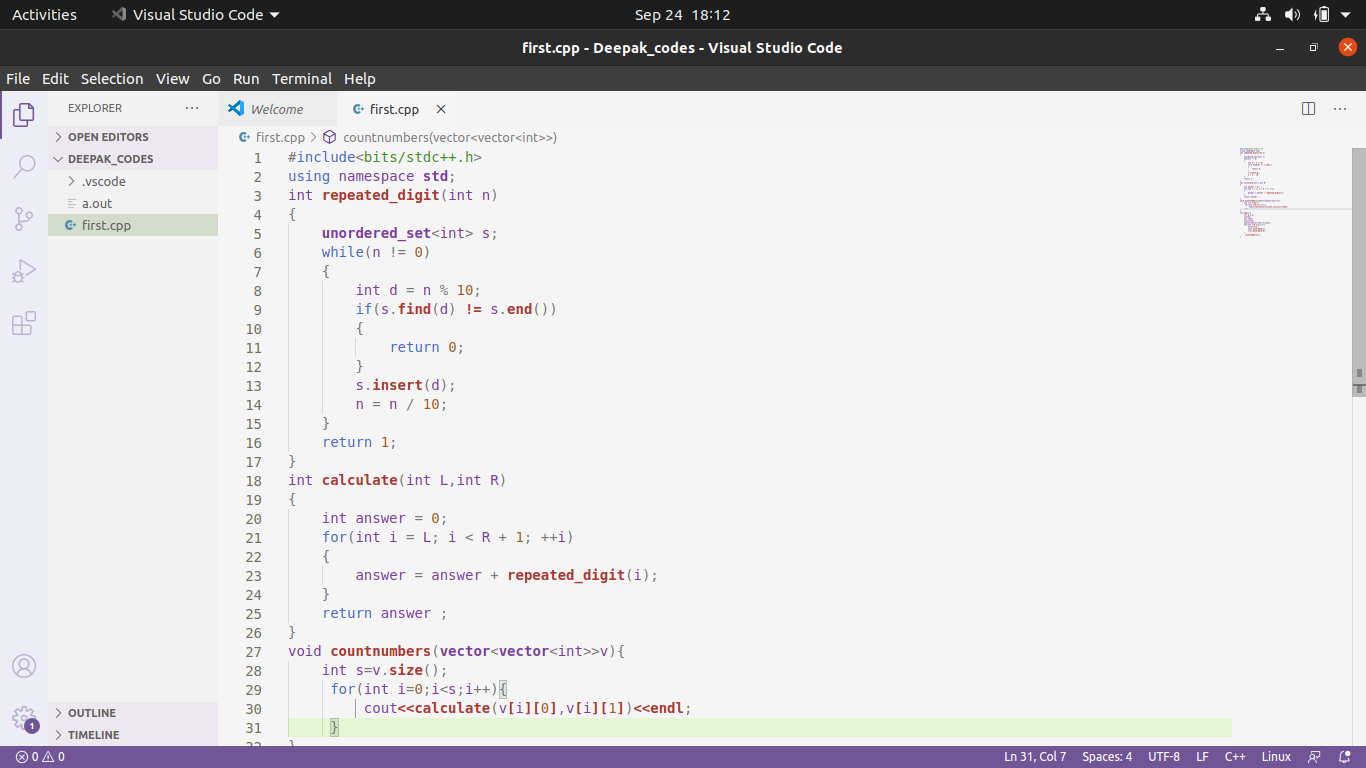 Activities Visual Studio Code Sep 24 18:12
first.cpp - Deepak_codes - Visual Studio Code
File Edit Selection View Go Run Terminal Help
EXPLORER ···
OPEN EDITORS
DEEPAK_CODES
.vscode
a.out
first.cpp
OUTLINE
TIMELINE
1
Welcome first.cpp ···
first.cpp > countnumbers(vector<vector<int>>)
1 #include<bits/stdc++.h>
2 using namespace std;
3 int repeated_digit(int n)
4 {
5     unordered_set<int> s;
6     while(n != 0)
7     {
8         int d = n % 10;
9         if(s.find(d) != s.end())
10         {
11             return 0;
12         }
13         s.insert(d);
14         n = n / 10;
15     }
16     return 1;
17 }
18 int calculate(int L,int R)
19 {
20     int answer = 0;
21     for(int i = L; i < R + 1; ++i)
22     {
23         answer = answer + repeated_digit(i);
24     }
25     return answer ;
26 }
27 void countnumbers(vector<vector<int>>v){
28     int s=v.size();
29      for(int i=0;i<s;i++){
30          cout<<calculate(v[i][0],v[i][1])<<endl;
31      }
0 0 Ln 31, Col 7 Spaces: 4 UTF-8 LF C++ Linux